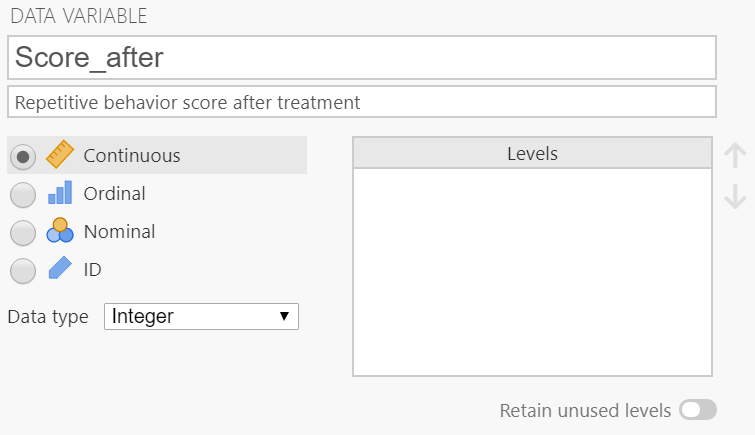 DATA VARIABLE
Score_after
Repetitive behavior score after treatment
Continuous
Ordinal
Nominal
ID
Data type Integer
Levels
Retain unused levels